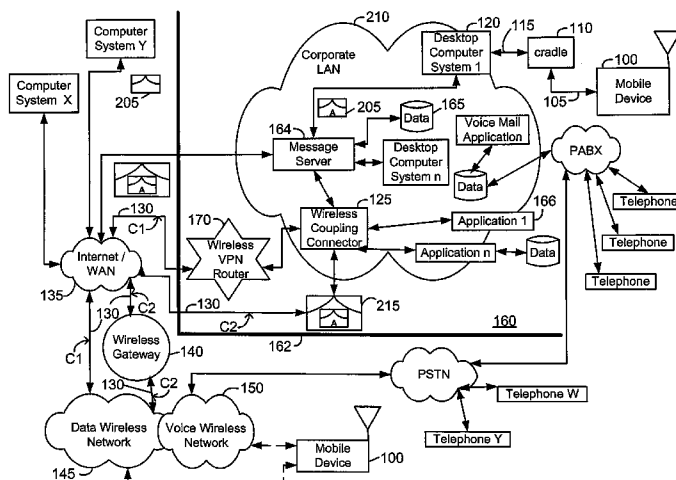 Computer
System Y
Computer
System X
205
210
Corporate
LAN
120
Desktop
Computer
System 1
115
110
cradle
105
100
Mobile
Device
A
205
165
Data
164
Message
Server
Desktop
Computer
System n
Voice Mail
Application
Data
PABX
Telephone
Telephone
Telephone
A
130
C1
170
Wireless
VPN
Router
125
Wireless
Coupling
Connector
Application 1
166
Application n
Data
Internet /
WAN
135
130
C2
C1
130
C2
A
215
160
162
Wireless
Gateway
140
130
C2
150
PSTN
Telephone W
Telephone Y
Data Wireless
Network
145
Voice Wireless
Network
Mobile
Device
100